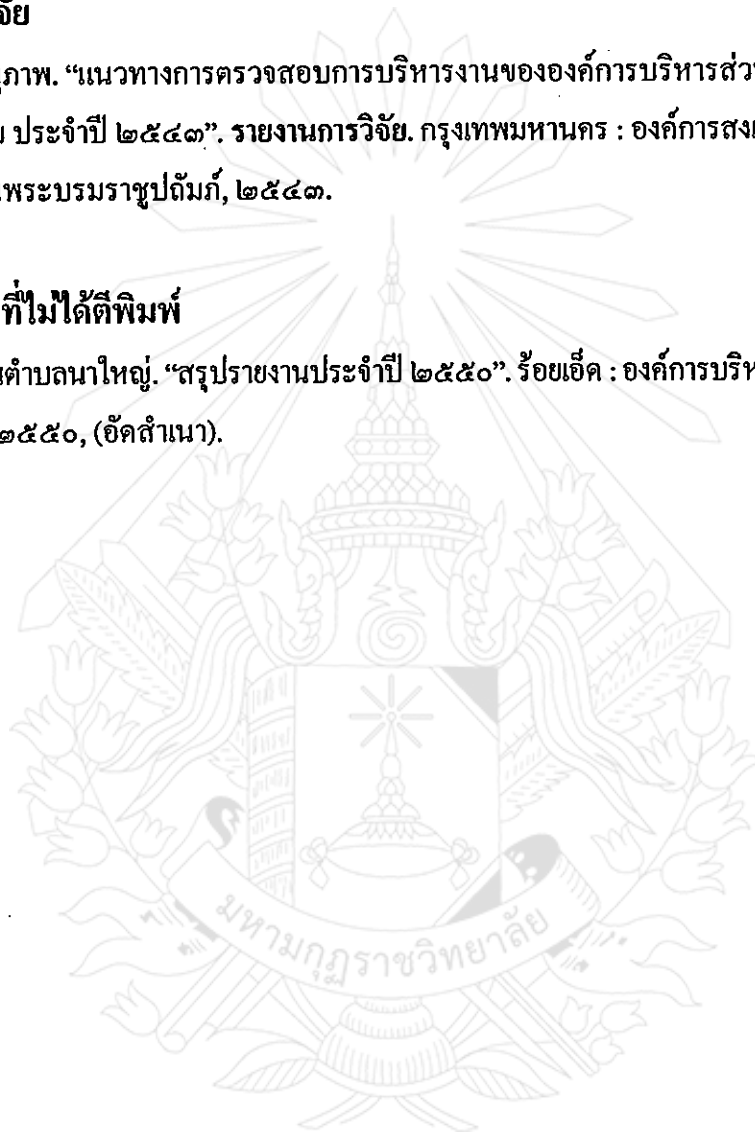 จัย
ุภาพ. “แนวทางการตรวจสอบการบริหารงานขององค์การบริหารส่ว
ม ประจำปี ๒๕๔๓”. รายงานการวิจัย. กรุงเทพมหานคร : องค์การสงเ
พระบรมราชูปถัมภ์, ๒๕๔๓.
ที่ไม่ได้ตีพิมพ์
ตำบลนาใหญ่. “สรุปรายงานประจำปี ๒๕๕๐”. ร้อยเอ็ด : องค์การบริห
๒๕๕๐, (อัดสำเนา).
มหามกุฏราชวิทยาลัย